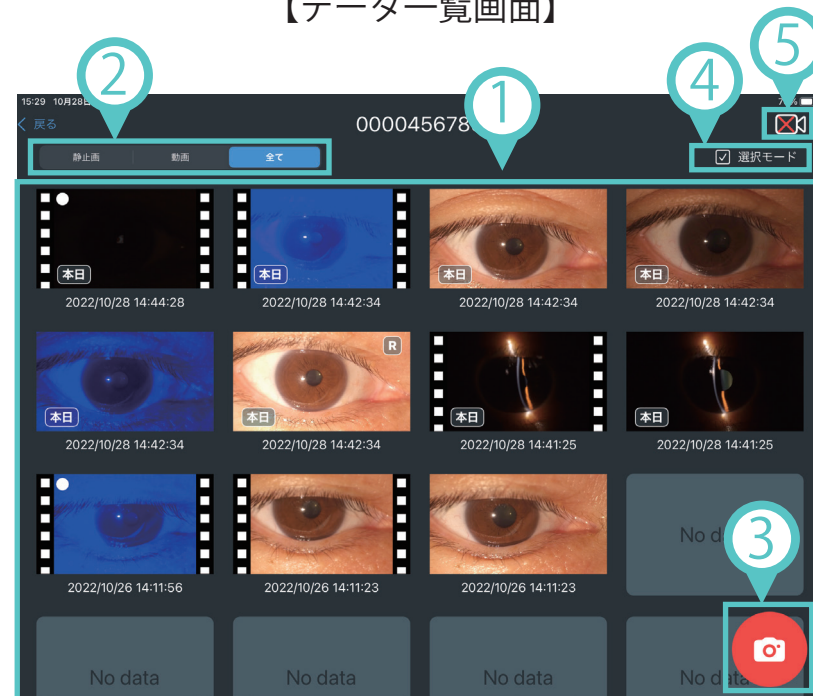 【データ一覧画面】
2
1
4
5
15:29 10月28日
戻る
000045678
静止画 動画 全て
選択モード
本日 本日 本日 本日
2022/10/28 14:44:28 2022/10/28 14:42:34 2022/10/28 14:42:34 2022/10/28 14:42:34
R
本日 本日 本日 本日
2022/10/28 14:42:34 2022/10/28 14:42:34 2022/10/28 14:41:25 2022/10/28 14:41:25
No d
3
2022/10/26 14:11:56 2022/10/26 14:11:23 2022/10/26 14:11:23
No data No data No data No data